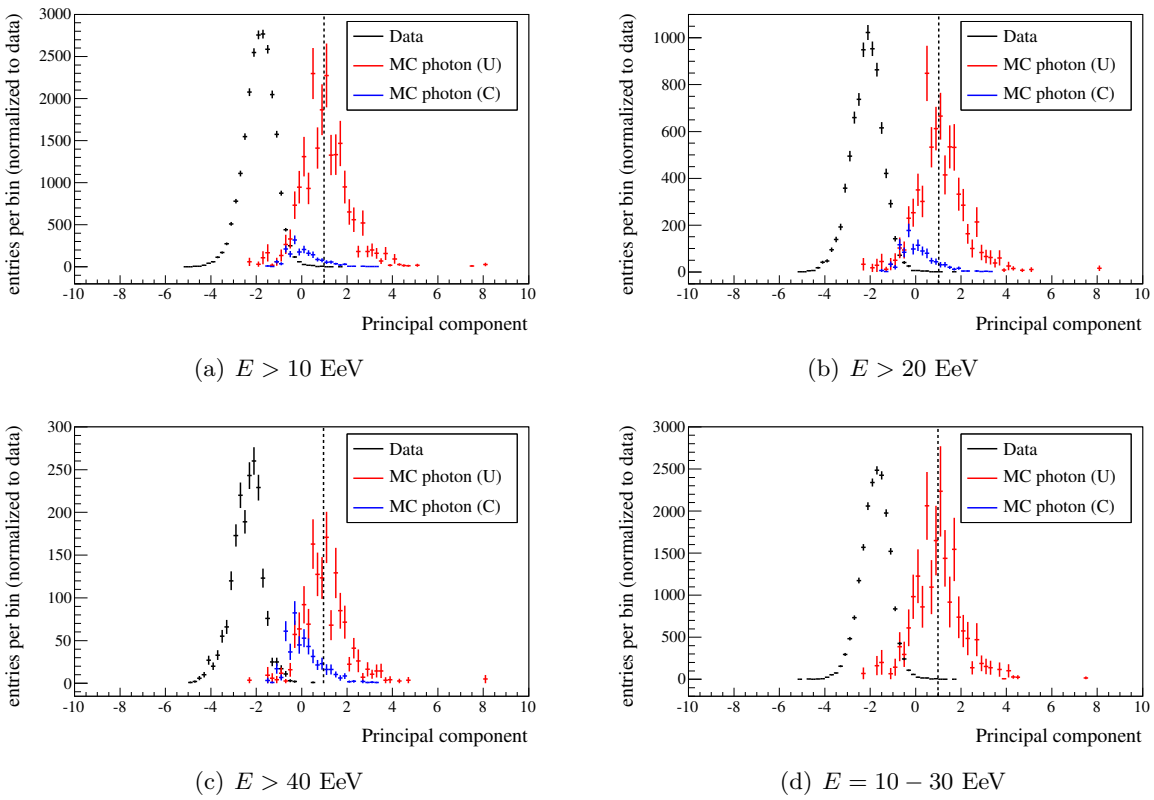 entries per bin (normalized to data)
3000
2500
2000
1500
1000
500
0
Data
MC photon (U)
MC photon (C)
-10 -8 -6 -4 -2 0 2 4 6 8 10
Principal component
(a) E > 10 EeV
entries per bin (normalized to data)
1000
800
600
400
200
0
Data
MC photon (U)
MC photon (C)
-10 -8 -6 -4 -2 0 2 4 6 8 10
Principal component
(b) E > 20 EeV
entries per bin (normalized to data)
300
250
200
150
100
50
0
Data
MC photon (U)
MC photon (C)
-10 -8 -6 -4 -2 0 2 4 6 8 10
Principal component
(c) E > 40 EeV
entries per bin (normalized to data)
3000
2500
2000
1500
1000
500
0
Data
MC photon (U)
MC photon (C)
-10 -8 -6 -4 -2 0 2 4 6 8 10
Principal component
(d) E = 10 − 30 EeV